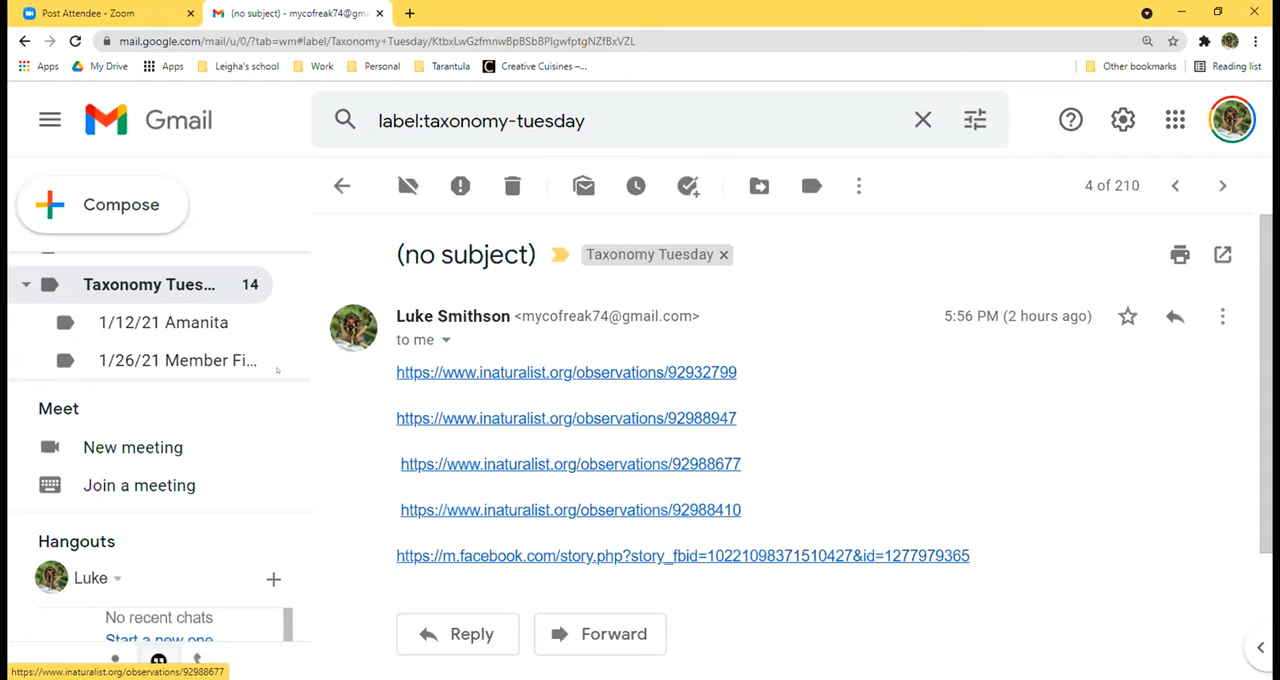 Post Attendee - Zoom
(no subject) - mycofreak74@gma
mail.google.com/mail/u/0/?tab=wm#label/Taxonomy+Tuesday/KtbxLwGzfmnwBpBSbBPIgwfptgNZfBxVZL
Apps My Drive Apps Leigha's school Work Personal Tarantula Creative Cuisines –... Other bookmarks Reading list
Gmail
label:taxonomy-tuesday
Compose
4 of 210
(no subject) Taxonomy Tuesday
Taxonomy Tues... 14
Luke Smithson <mycofreak74@gmail.com> 5:56 PM (2 hours ago)
1/12/21 Amanita
to me
1/26/21 Member Fi...
https://www.inaturalist.org/observations/92932799
Meet
https://www.inaturalist.org/observations/92988947
New meeting
https://www.inaturalist.org/observations/92988677
Join a meeting
https://www.inaturalist.org/observations/92988410
Hangouts
https://m.facebook.com/story.php?story_fbid=10221098371510427&id=1277979365
Luke
No recent chats
Start a new one
Reply Forward
https://www.inaturalist.org/observations/92988677